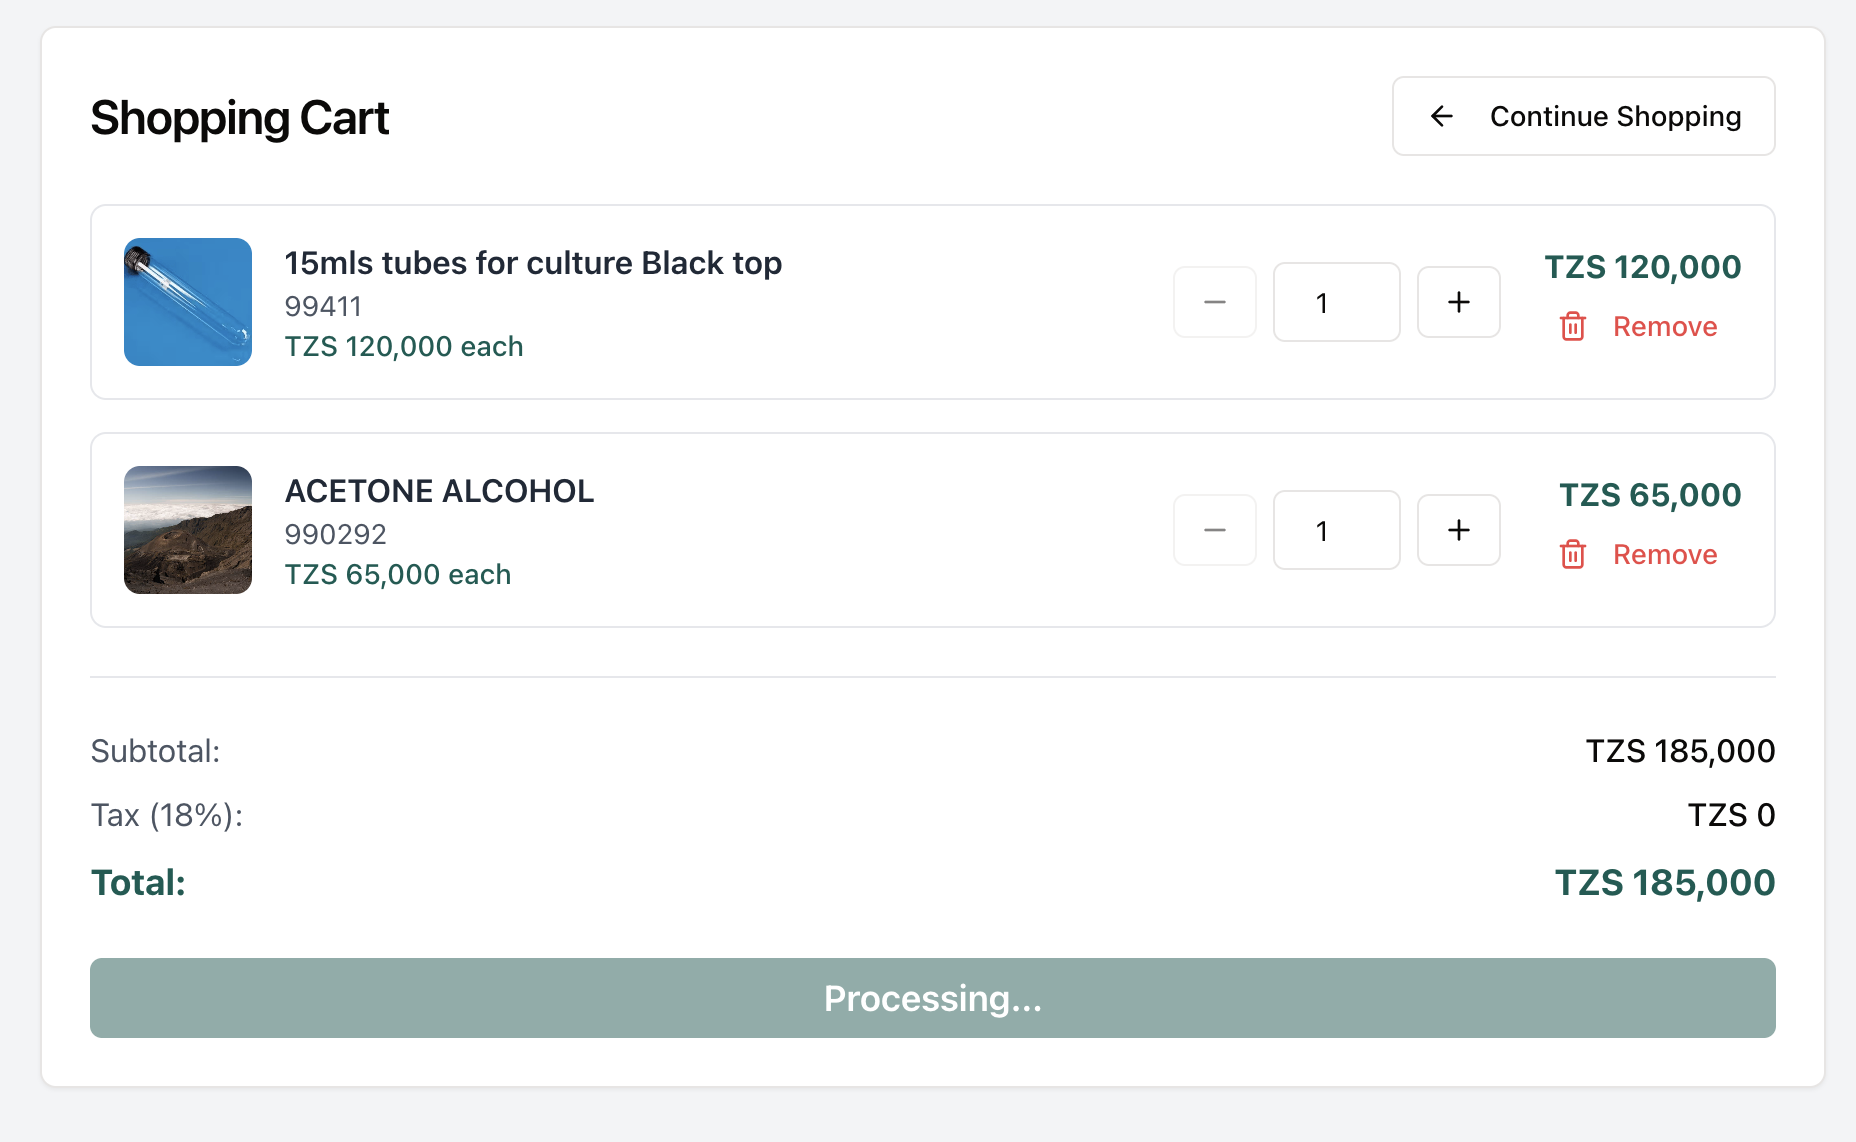 Shopping Cart
Continue Shopping
15mls tubes for culture Black top
99411
TZS 120,000 each
1
TZS 120,000
Remove
ACETONE ALCOHOL
990292
TZS 65,000 each
1
TZS 65,000
Remove
Subtotal:
TZS 185,000
Tax (18%):
TZS 0
Total:
TZS 185,000
Processing...